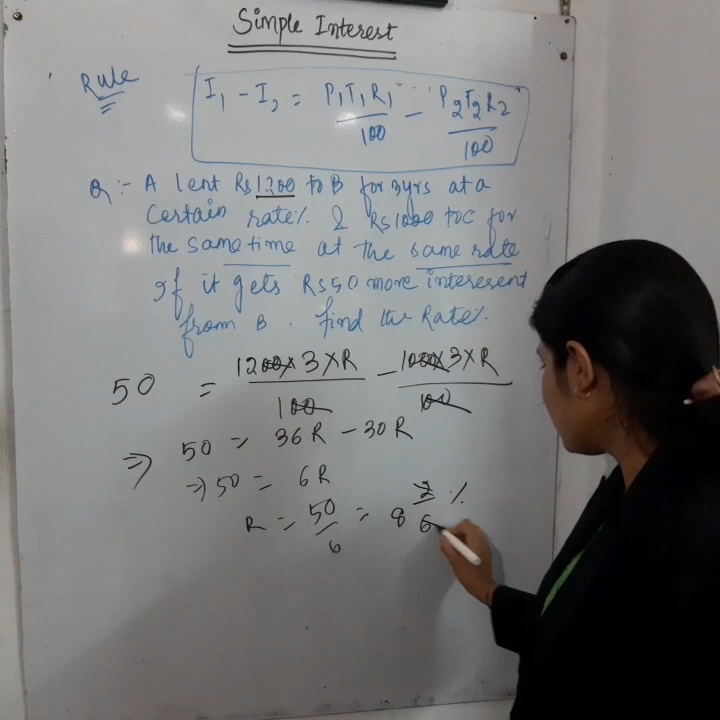 Simple Interest
Rule
I₁ - I₂ = P₁T₁R₁/100 - P₂T₂R₂/100
Q :- A lent Rs 1200 to B for 3yrs at a
Certain rate%. & Rs 1000 to C for
the same time at the same rate
If it gets Rs 50 more interesent
from B. find the Rate%.
50 = 1200×3×R/100 - 1000×3×R/100
⇒ 50 = 36R - 30R
⇒ 50 = 6R
R = 50/6 = 8 2/6 %